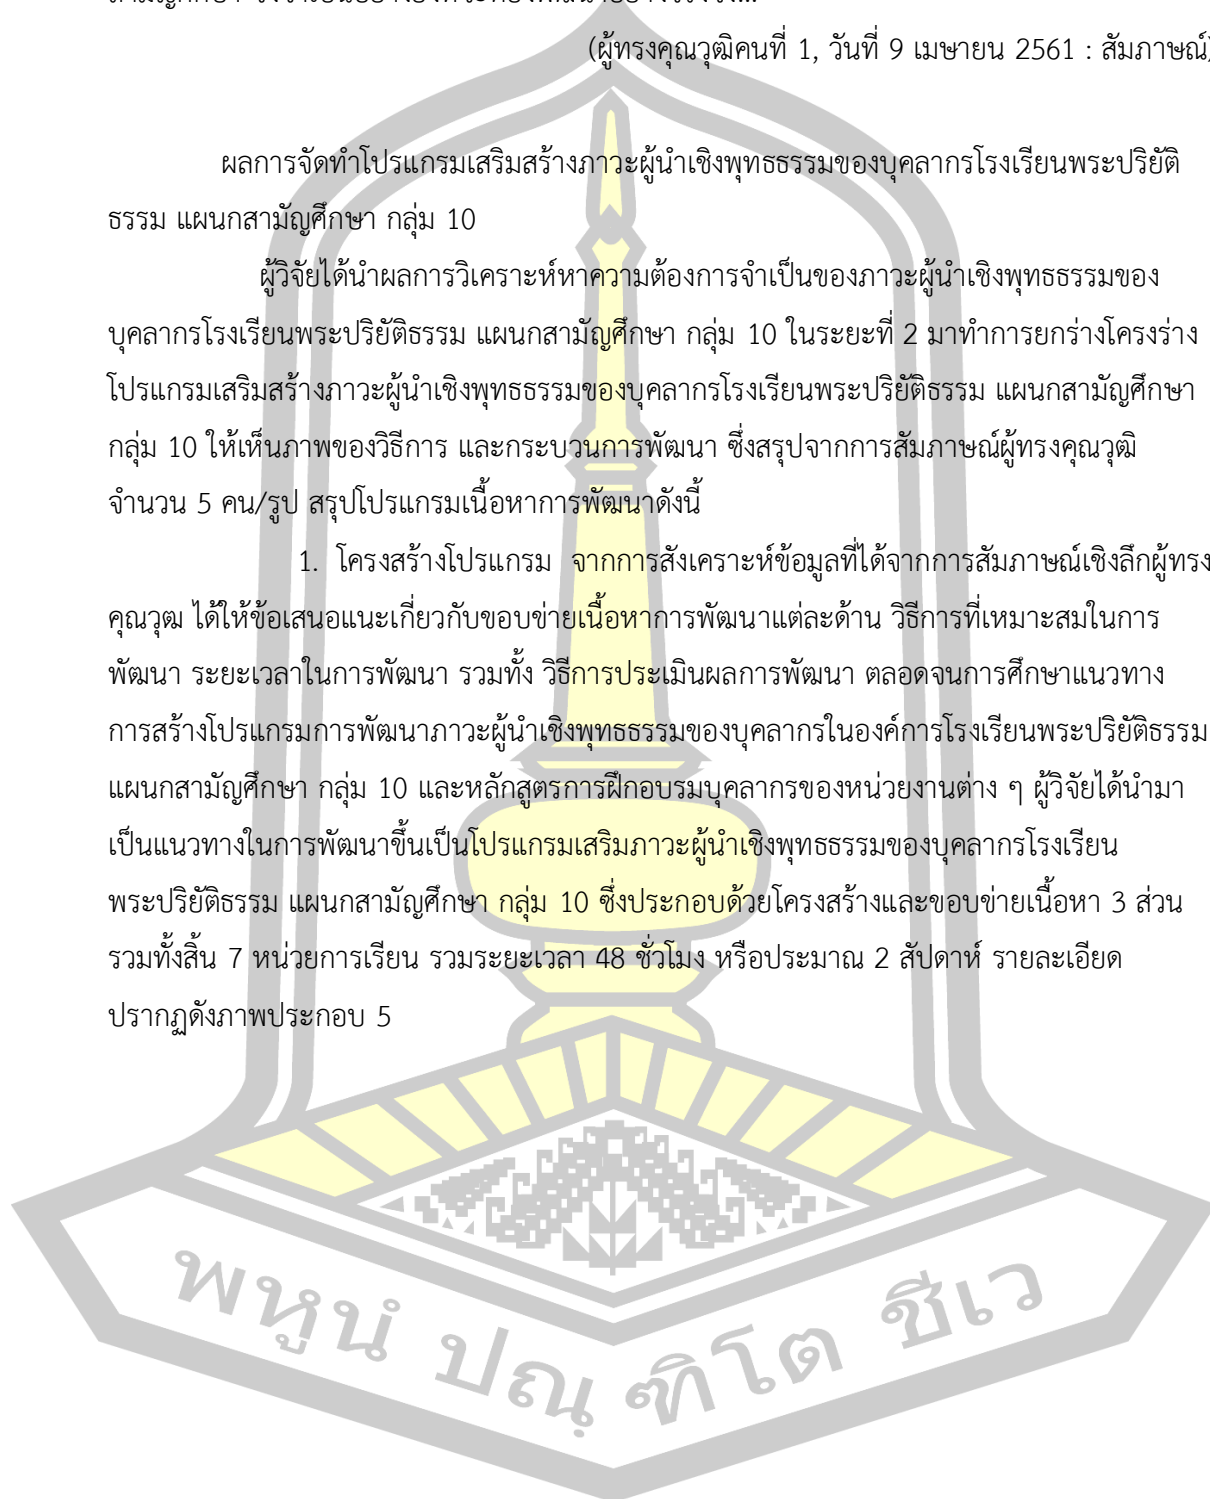 (ผู้ทรงคุณวุฒิคนที่ 1, วันที่ 9 เมษายน 2561 : สัมภาษณ์)
ผลการจัดทำโปรแกรมเสริมสร้างภาวะผู้นำเชิงพุทธธรรมของบุคลากรโรงเรียนพระปริยัติ
ธรรม แผนกสามัญศึกษา กลุ่ม 10
ผู้วิจัยได้นำผลการวิเคราะห์หาความต้องการจำเป็นของภาวะผู้นำเชิงพุทธธรรมของ
บุคลากรโรงเรียนพระปริยัติธรรม แผนกสามัญศึกษา กลุ่ม 10 ในระยะที่ 2 มาทำการยกร่างโครงร่าง
โปรแกรมเสริมสร้างภาวะผู้นำเชิงพุทธธรรมของบุคลากรโรงเรียนพระปริยัติธรรม แผนกสามัญศึกษา
กลุ่ม 10 ให้เห็นภาพของวิธีการ และกระบวนการพัฒนา ซึ่งสรุปจากการสัมภาษณ์ผู้ทรงคุณวุฒิ
จำนวน 5 คน/รูป สรุปโปรแกรมเนื้อหาการพัฒนาดังนี้
1. โครงสร้างโปรแกรม จากการสังเคราะห์ข้อมูลที่ได้จากการสัมภาษณ์เชิงลึกผู้ทรง
คุณวุฒ ได้ให้ข้อเสนอแนะเกี่ยวกับขอบข่ายเนื้อหาการพัฒนาแต่ละด้าน วิธีการที่เหมาะสมในการ
พัฒนา ระยะเวลาในการพัฒนา รวมทั้ง วิธีการประเมินผลการพัฒนา ตลอดจนการศึกษาแนวทาง
การสร้างโปรแกรมการพัฒนาภาวะผู้นำเชิงพุทธธรรมของบุคลากรในองค์การโรงเรียนพระปริยัติธรรม
แผนกสามัญศึกษา กลุ่ม 10 และหลักสูตรการฝึกอบรมบุคลากรของหน่วยงานต่าง ๆ ผู้วิจัยได้นำมา
เป็นแนวทางในการพัฒนาขึ้นเป็นโปรแกรมเสริมภาวะผู้นำเชิงพุทธธรรมของบุคลากรโรงเรียน
พระปริยัติธรรม แผนกสามัญศึกษา กลุ่ม 10 ซึ่งประกอบด้วยโครงสร้างและขอบข่ายเนื้อหา 3 ส่วน
รวมทั้งสิ้น 7 หน่วยการเรียน รวมระยะเวลา 48 ชั่วโมง หรือประมาณ 2 สัปดาห์ รายละเอียด
ปรากฏดังภาพประกอบ 5
พหูนํ ปณฺฑิโต ชีเว